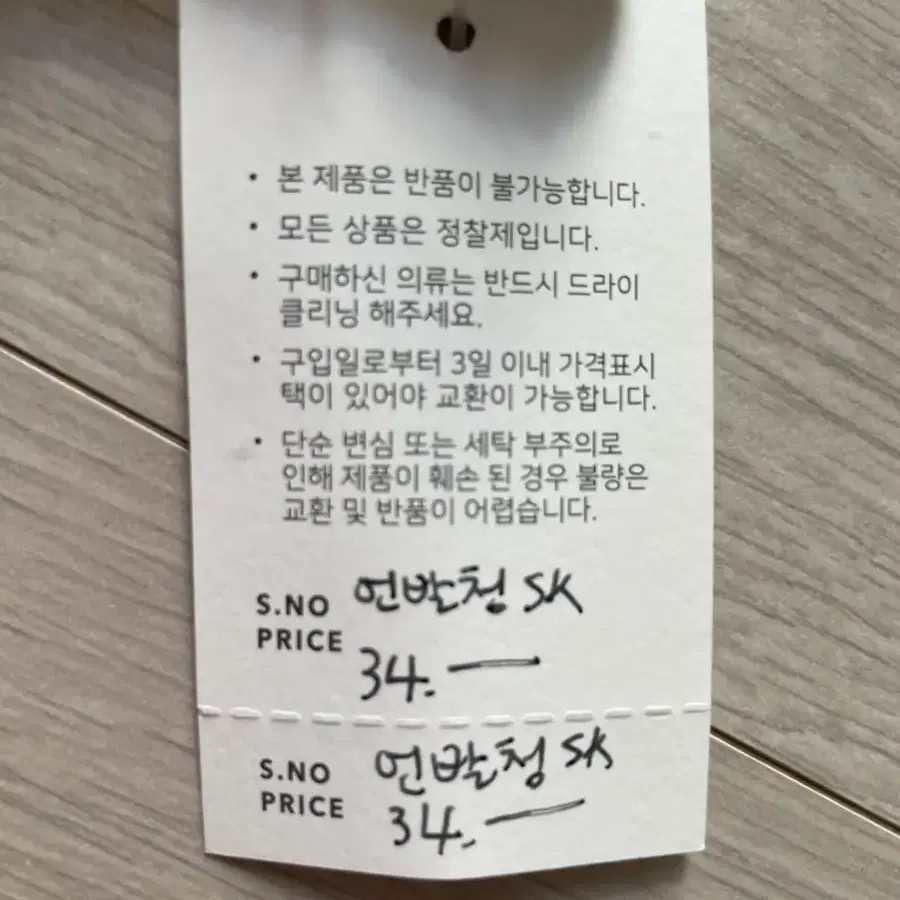 • 본 제품은 반품이 불가능합니다.
• 모든 상품은 정찰제입니다.
• 구매하신 의류는 반드시 드라이
클리닝 해주세요.
• 구입일로부터 3일 이내 가격표시
택이 있어야 교환이 가능합니다.
• 단순 변심 또는 세탁 부주의로
인해 제품이 훼손 된 경우 불량은
교환 및 반품이 어렵습니다.
S.NO 언발청 SK
PRICE 34.—
S.NO 언발청 SK
PRICE 34.—